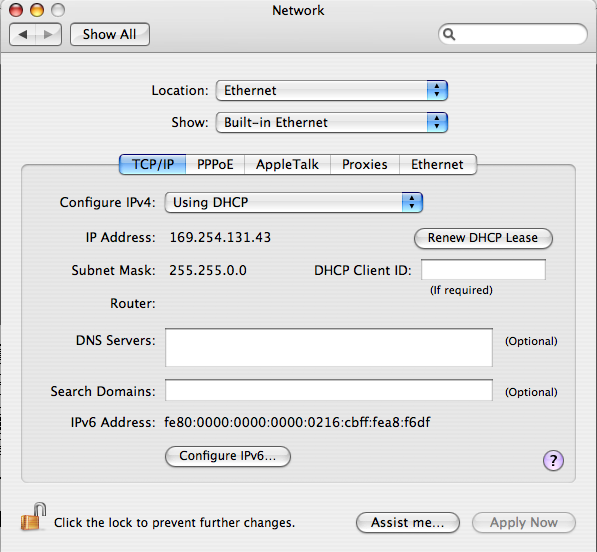 Network
Show All
Location: Ethernet
Show: Built-in Ethernet
TCP/IP PPPoE AppleTalk Proxies Ethernet
Configure IPv4: Using DHCP
IP Address: 169.254.131.43 Renew DHCP Lease
Subnet Mask: 255.255.0.0 DHCP Client ID:
(If required)
Router:
DNS Servers: (Optional)
Search Domains: (Optional)
IPv6 Address: fe80:0000:0000:0000:0216:cbff:fea8:f6df
Configure IPv6... ?
Click the lock to prevent further changes. Assist me... Apply Now